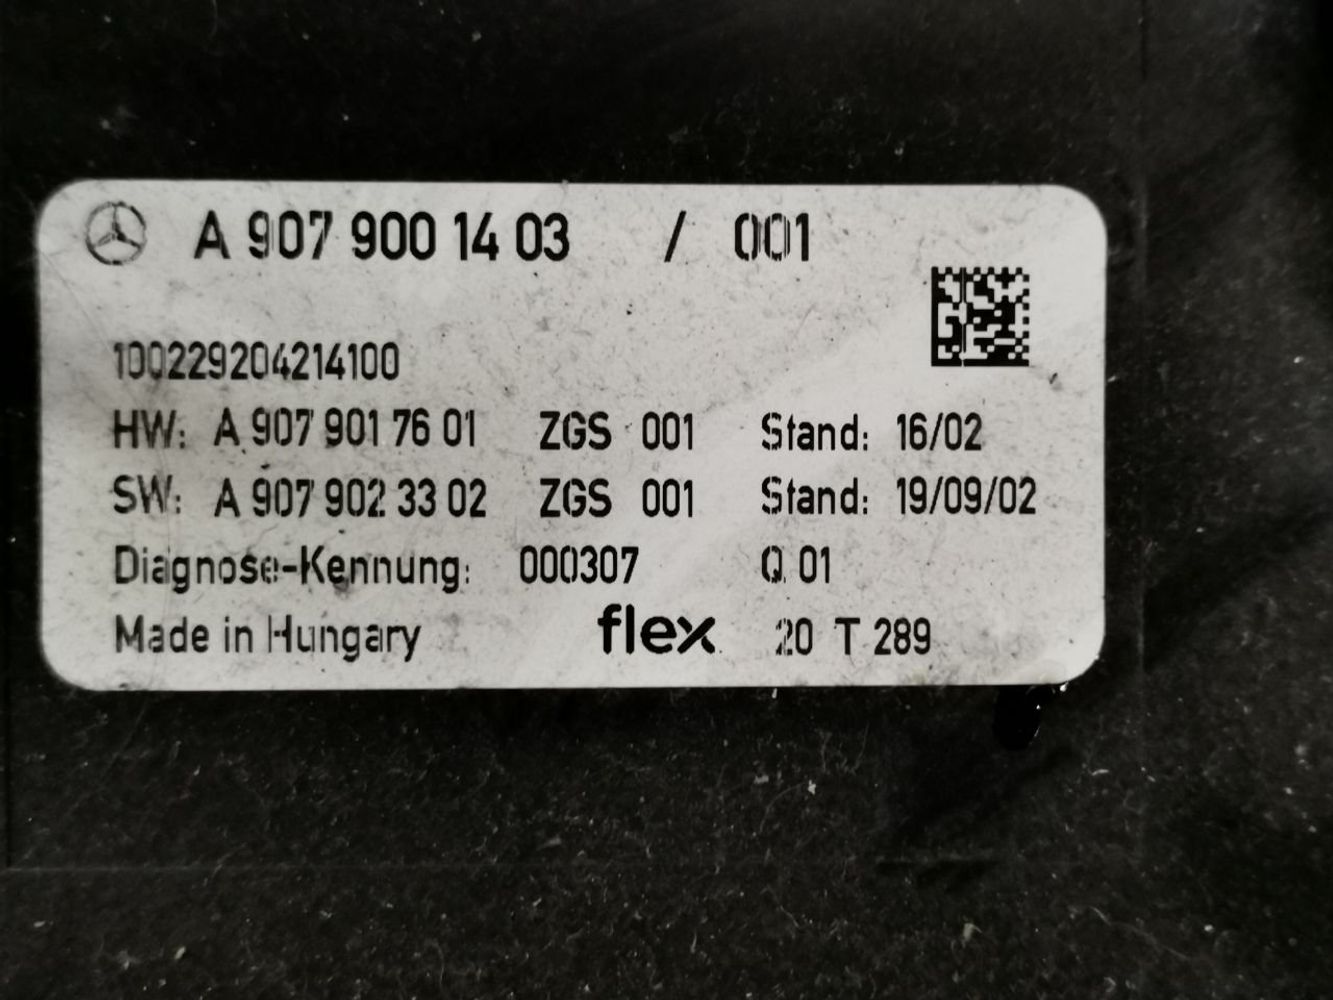 A 907 900 14 03 / 001
100229204214100
HW: A 907 901 76 01 ZGS 001 Stand: 16/02
SW: A 907 902 33 02 ZGS 001 Stand: 19/09/02
Diagnose-Kennung: 000307 Q 01
Made in Hungary flex 20 T 289